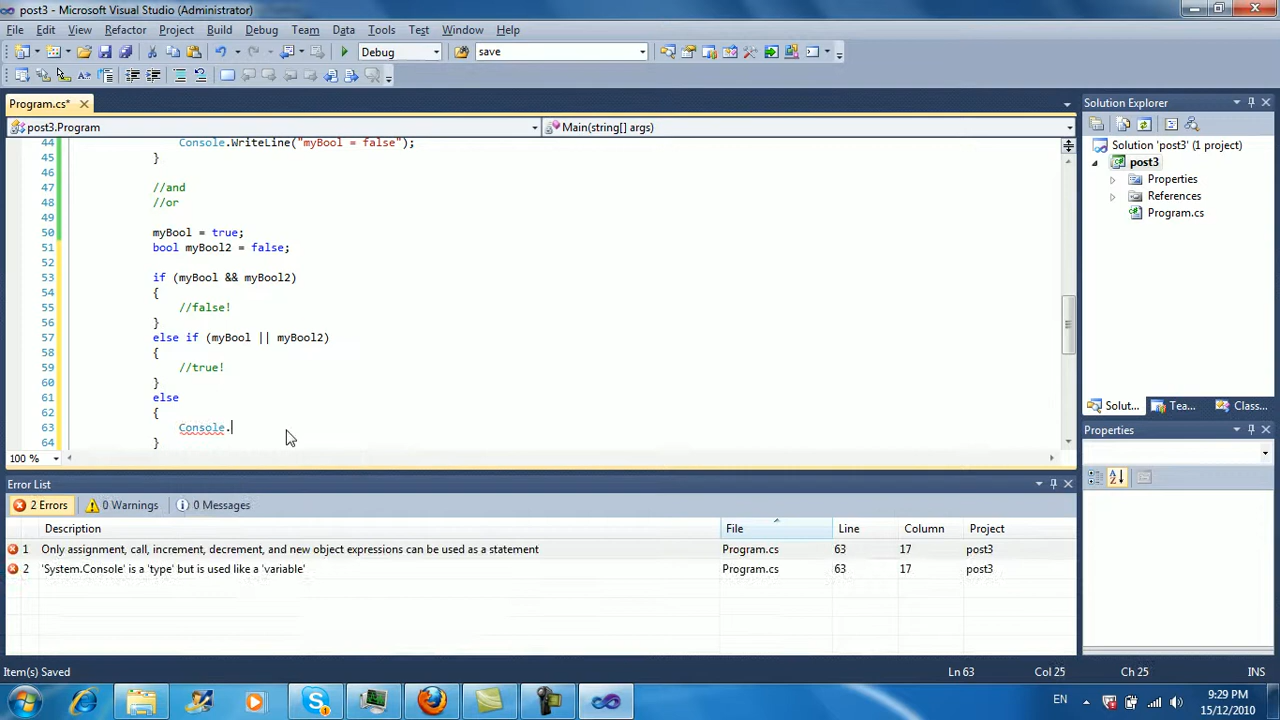 post3 - Microsoft Visual Studio (Administrator)
File Edit View Refactor Project Build Debug Team Data Tools Test Window Help
Debug save
Program.cs*
post3.Program Main(string[] args)
44 Console.WriteLine("myBool = false");
45 }
46
47 //and
48 //or
49
50 myBool = true;
51 bool myBool2 = false;
52
53 if (myBool && myBool2)
54 {
55 //false!
56 }
57 else if (myBool || myBool2)
58 {
59 //true!
60 }
61 else
62 {
63 Console.
64 }
100 %
Solution Explorer
Solution 'post3' (1 project)
post3
Properties
References
Program.cs
Solut... Tea... Class...
Properties
Error List
2 Errors 0 Warnings 0 Messages
Description File Line Column Project
1 Only assignment, call, increment, decrement, and new object expressions can be used as a statement Program.cs 63 17 post3
2 'System.Console' is a 'type' but is used like a 'variable' Program.cs 63 17 post3
Item(s) Saved Ln 63 Col 25 Ch 25 INS
EN 9:29 PM
15/12/2010